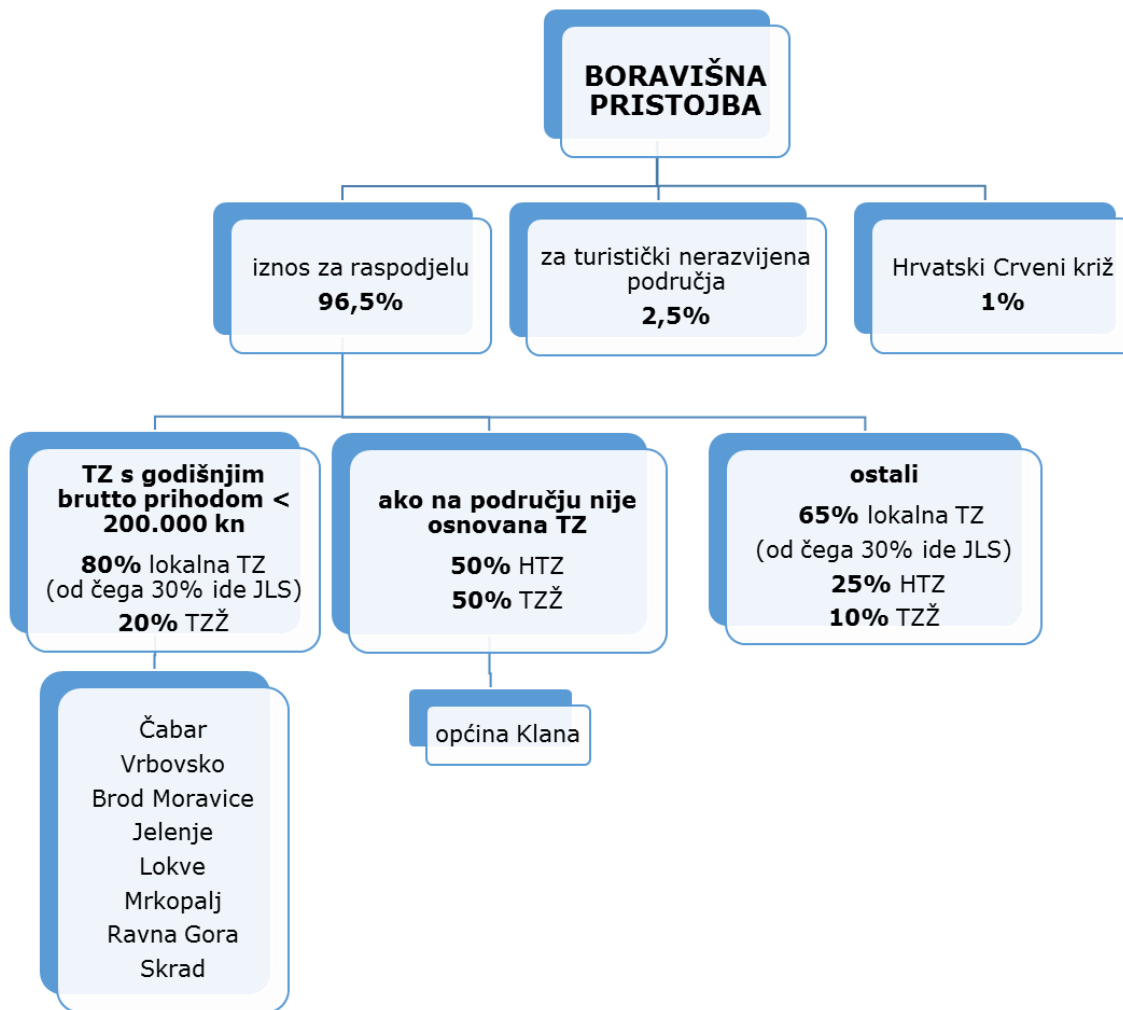 BORAVIŠNA
PRISTOJBA
iznos za raspodjelu
96,5%
za turistički nerazvijena
područja
2,5%
Hrvatski Crveni križ
1%
TZ s godišnjim
brutto prihodom <
200.000 kn
80% lokalna TZ
(od čega 30% ide JLS)
20% TZŽ
ako na području nije
osnovana TZ
50% HTZ
50% TZŽ
ostali
65% lokalna TZ
(od čega 30% ide JLS)
25% HTZ
10% TZŽ
Čabar
Vrbovsko
Brod Moravice
Jelenje
Lokve
Mrkopalj
Ravna Gora
Skrad
općina Klana